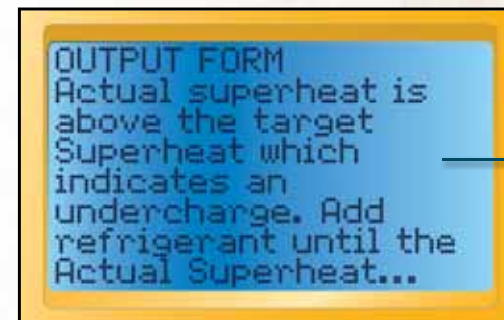 OUTPUT FORM
Actual superheat is
above the target
Superheat which
indicates an
undercharge. Add
refrigerant until the
Actual Superheat...